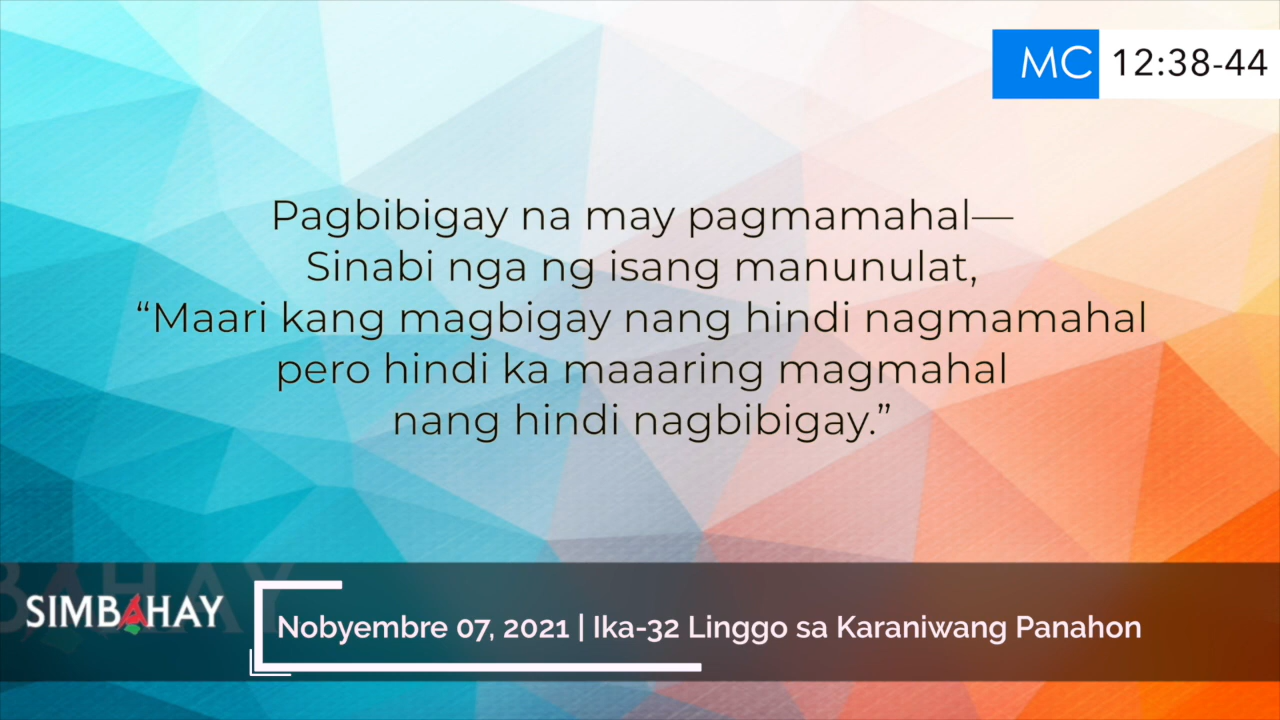 MC 12:38-44
Pagbibigay na may pagmamahal—
Sinabi nga ng isang manunulat,
“Maari kang magbigay nang hindi nagmamahal
pero hindi ka maaaring magmahal
nang hindi nagbibigay.”
SIMBAHAY
Nobyembre 07, 2021 | Ika-32 Linggo sa Karaniwang Panahon